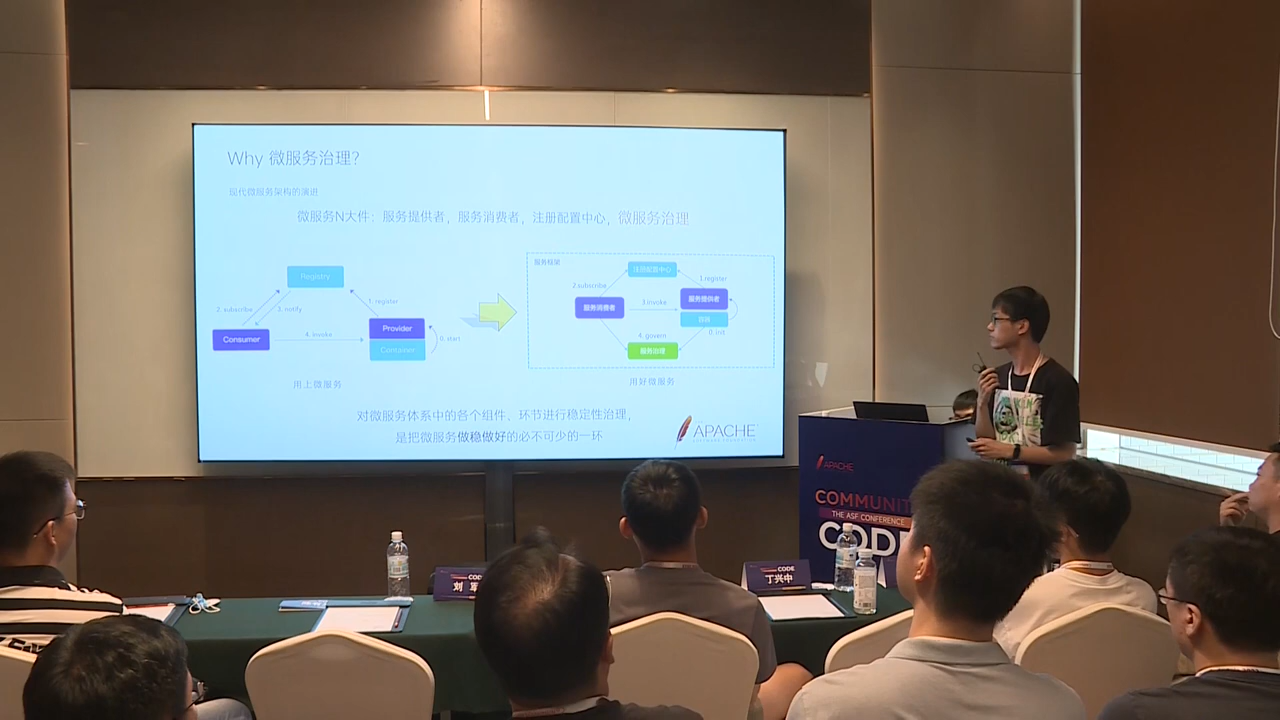 Why 微服务治理?
现代微服务架构的演进
微服务N大件：服务提供者，服务消费者，注册配置中心，微服务治理
Registry
2. subscribe
3. notify
1. register
Consumer
4. invoke
Provider
Container
0. start
用上微服务
服务框架
注册配置中心
2.subscribe
1.register
服务消费者
3.invoke
服务提供者
容器
4. govern
0. init
服务治理
用好微服务
对微服务体系中的各个组件、环节进行稳定性治理，
是把微服务做稳做好的必不可少的一环
APACHE
SOFTWARE FOUNDATION
APACHE
COMMUNIT
THE ASF CONFERENCE
CODE
刘 军
CODE
丁兴中